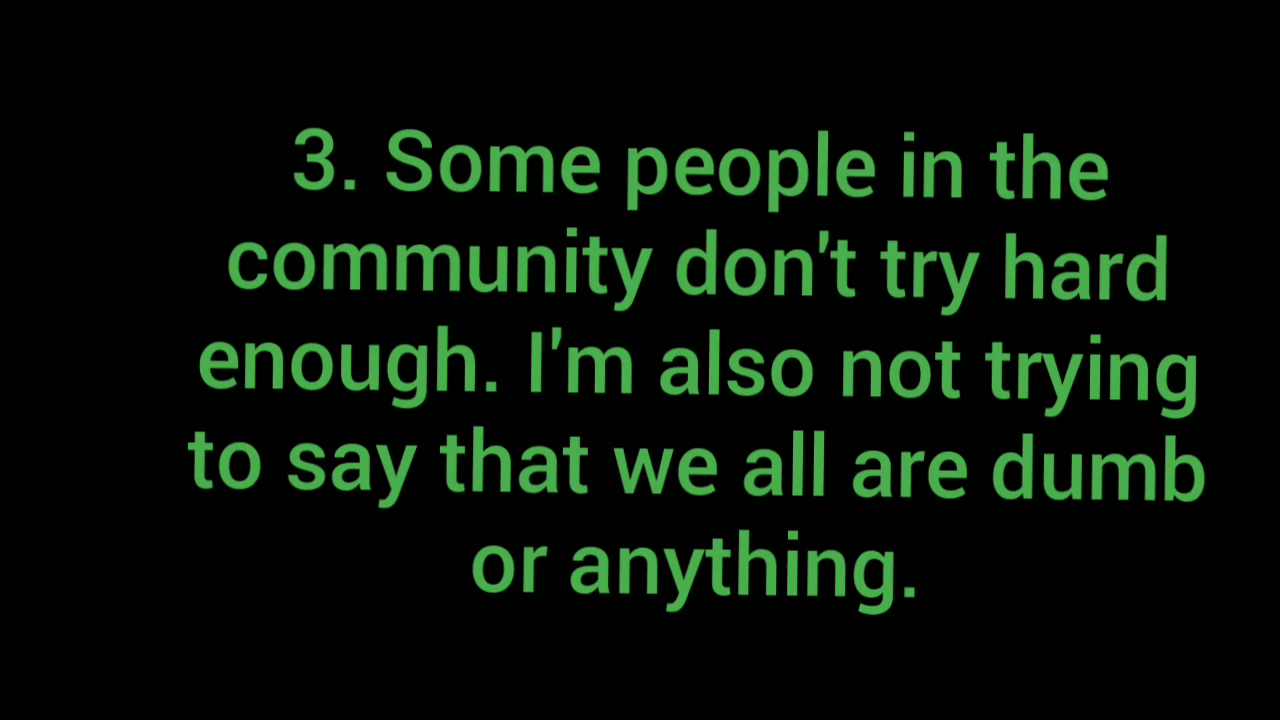 3. Some people in the
community don't try hard
enough. I'm also not trying
to say that we all are dumb
or anything.